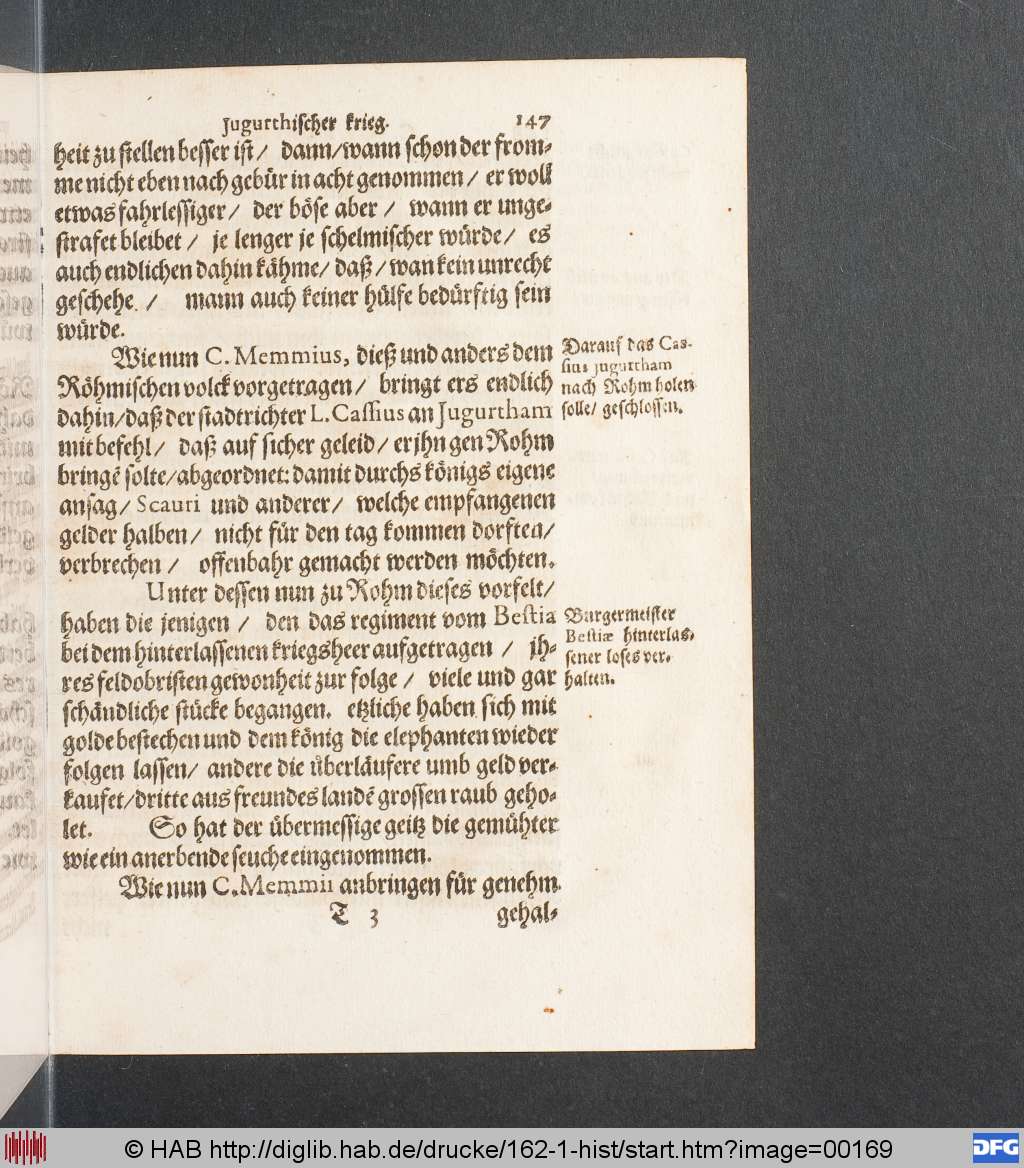 Jugurthischer krieg. 147
heit zu stellen besser ist/ dann/wann schon der from-
me nicht eben nach gebür in acht genommen/ er woll
etwas fahrlessiger/ der böse aber/ wann er unge-
strafet bleibet/ je lenger je schelmischer würde/ es
auch endlichen dahin kähme/ daß/wan kein unrecht
geschehe / mann auch keiner hülfe bedürftig sein
würde.
Wie nun C. Memmius, dieß und anders dem
Röhmischen volck vorgetragen/ bringt ers endlich
dahin/daß der stadtrichter L. Cassius an Jugurtham
mit befehl/ daß auf sicher geleid/ er jhn gen Rohm
bringē solte/abgeordnet: damit durchs königs eigene
ansag/ Scauri und anderer/ welche empfangenen
gelder halben/ nicht für den tag kommen dorften/
verbrechen/ offenbahr gemacht werden möchten.
Unter dessen nun zu Rohm dieses vorfelt/
haben die jenigen/ den das regiment vom Bestia
bei dem hinterlassenen kriegsheer aufgetragen/ jh-
res feldobristen gewonheit zur folge/ viele und gar
schändliche stücke begangen. etzliche haben sich mit
golde bestechen und dem könig die elephanten wieder
folgen lassen/ andere die überläufere umb geld ver-
kaufet/dritte aus freundes landē grossen raub geho-
let. So hat der übermessige geitz die gemühter
wie ein anerbende seuche eingenommen.
Wie nun C. Memmii anbringen für genehm
T 3 gehal-
Darauf das Cas-
sius jugurtham
nach Rohm holen
solle/ geschlossen.
Burgermeister
Bestiæ hinterlas-
sener loses ver-
halten.
© HAB http://diglib.hab.de/drucke/162-1-hist/start.htm?image=00169
DFG